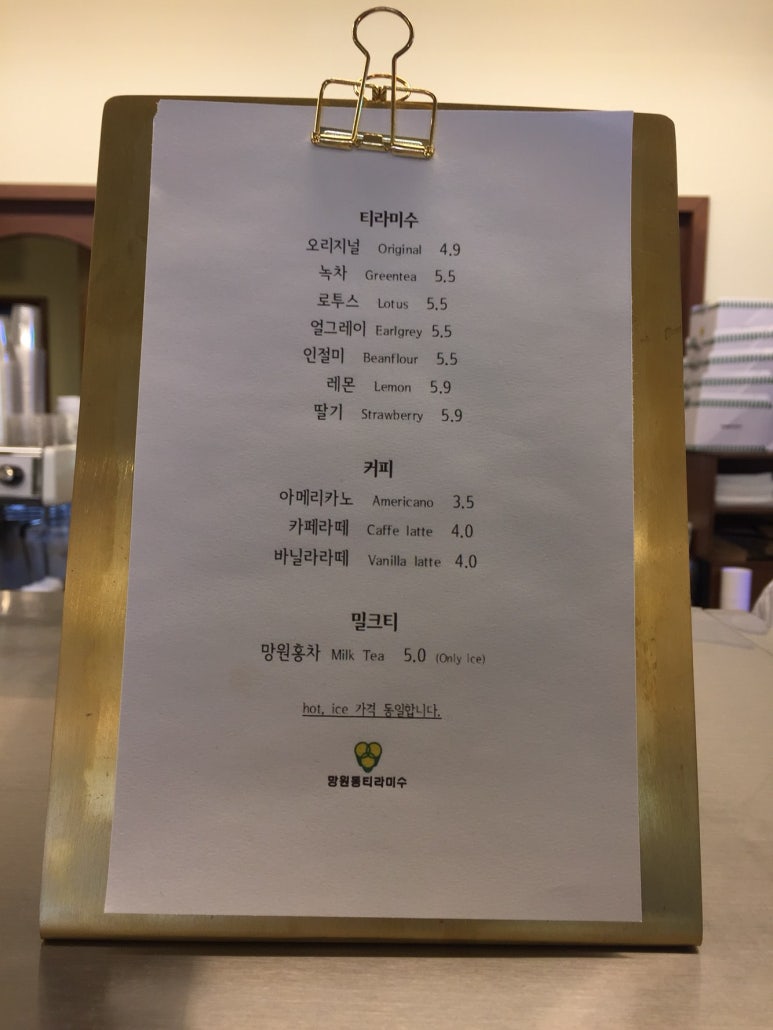 티라미수
오리지널 Original 4.9
녹차 Greentea 5.5
로투스 Lotus 5.5
얼그레이 Earlgrey 5.5
인절미 Beanflour 5.5
레몬 Lemon 5.9
딸기 Strawberry 5.9
커피
아메리카노 Americano 3.5
카페라떼 Caffe latte 4.0
바닐라라떼 Vanilla latte 4.0
밀크티
망원홍차 Milk Tea 5.0 (Only ice)
hot, ice 가격 동일합니다.
망원동티라미수